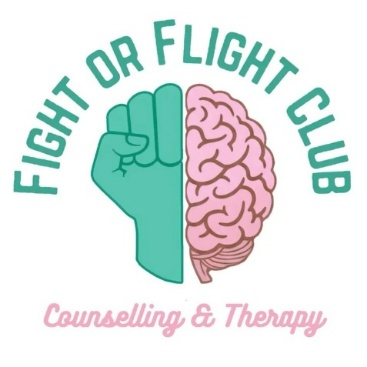 FIGHT OR FLIGHT CLUB
Counselling & Therapy